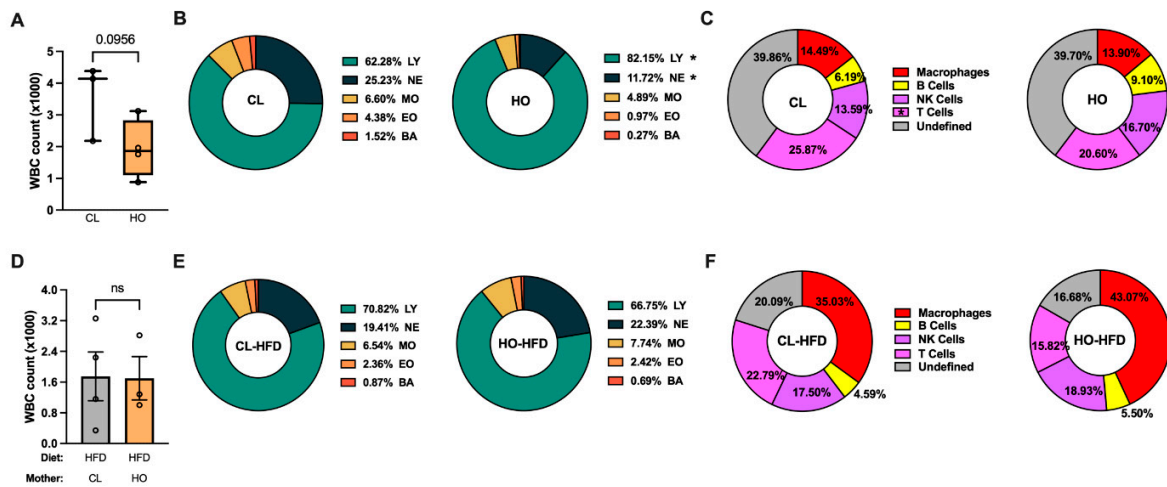 A
0.0956
WBC count (x1000)
5
4
3
2
1
0
CL
HO
B
CL
62.28% LY
25.23% NE
6.60% MO
4.38% EO
1.52% BA
HO
82.15% LY *
11.72% NE *
4.89% MO
0.97% EO
0.27% BA
C
39.86%
14.49%
6.19%
13.59%
25.87%
CL
Macrophages
B Cells
NK Cells
T Cells
*
Undefined
39.70%
13.90%
9.10%
16.70%
20.60%
HO
D
ns
WBC count (x1000)
4.0
3.2
2.4
1.6
0.8
0.0
Diet: HFD HFD
Mother: CL HO
E
CL-HFD
70.82% LY
19.41% NE
6.54% MO
2.36% EO
0.87% BA
HO-HFD
66.75% LY
22.39% NE
7.74% MO
2.42% EO
0.69% BA
F
20.09%
35.03%
CL-HFD
22.79%
17.50%
4.59%
Macrophages
B Cells
NK Cells
T Cells
Undefined
16.68%
43.07%
15.82%
HO-HFD
18.93%
5.50%